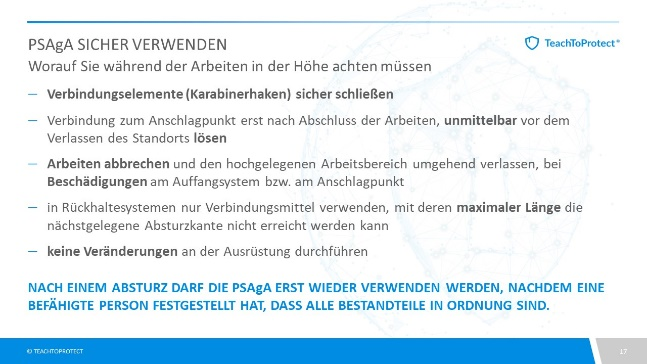 PSAgA SICHER VERWENDEN
TeachToProtect®
Worauf Sie während der Arbeiten in der Höhe achten müssen
— Verbindungselemente (Karabinerhaken) sicher schließen
— Verbindung zum Anschlagpunkt erst nach Abschluss der Arbeiten, unmittelbar vor dem
Verlassen des Standorts lösen
— Arbeiten abbrechen und den hochgelegenen Arbeitsbereich umgehend verlassen, bei
Beschädigungen am Auffangsystem bzw. am Anschlagpunkt
— in Rückhaltesystemen nur Verbindungsmittel verwenden, mit deren maximaler Länge die
nächstgelegene Absturzkante nicht erreicht werden kann
— keine Veränderungen an der Ausrüstung durchführen
NACH EINEM ABSTURZ DARF DIE PSAgA ERST WIEDER VERWENDEN WERDEN, NACHDEM EINE
BEFÄHIGTE PERSON FESTGESTELLT HAT, DASS ALLE BESTANDTEILE IN ORDNUNG SIND.
© TEACHTOPROTECT
17